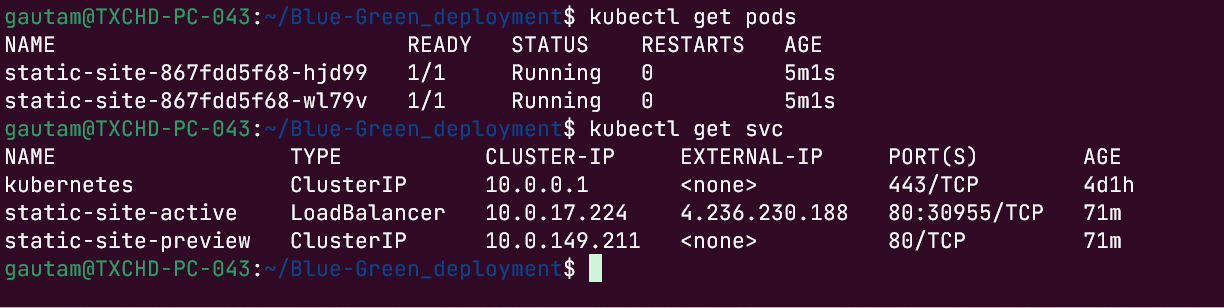 gautam@TXCHD-PC-043:~/Blue-Green_deployment$ kubectl get pods
NAME                           READY   STATUS    RESTARTS   AGE
static-site-867fdd5f68-hjd99   1/1     Running   0          5m1s
static-site-867fdd5f68-wl79v   1/1     Running   0          5m1s
gautam@TXCHD-PC-043:~/Blue-Green_deployment$ kubectl get svc
NAME                  TYPE           CLUSTER-IP     EXTERNAL-IP     PORT(S)        AGE
kubernetes            ClusterIP      10.0.0.1       <none>          443/TCP        4d1h
static-site-active    LoadBalancer   10.0.17.224    4.236.230.188   80:30955/TCP   71m
static-site-preview   ClusterIP      10.0.149.211   <none>          80/TCP         71m
gautam@TXCHD-PC-043:~/Blue-Green_deployment$